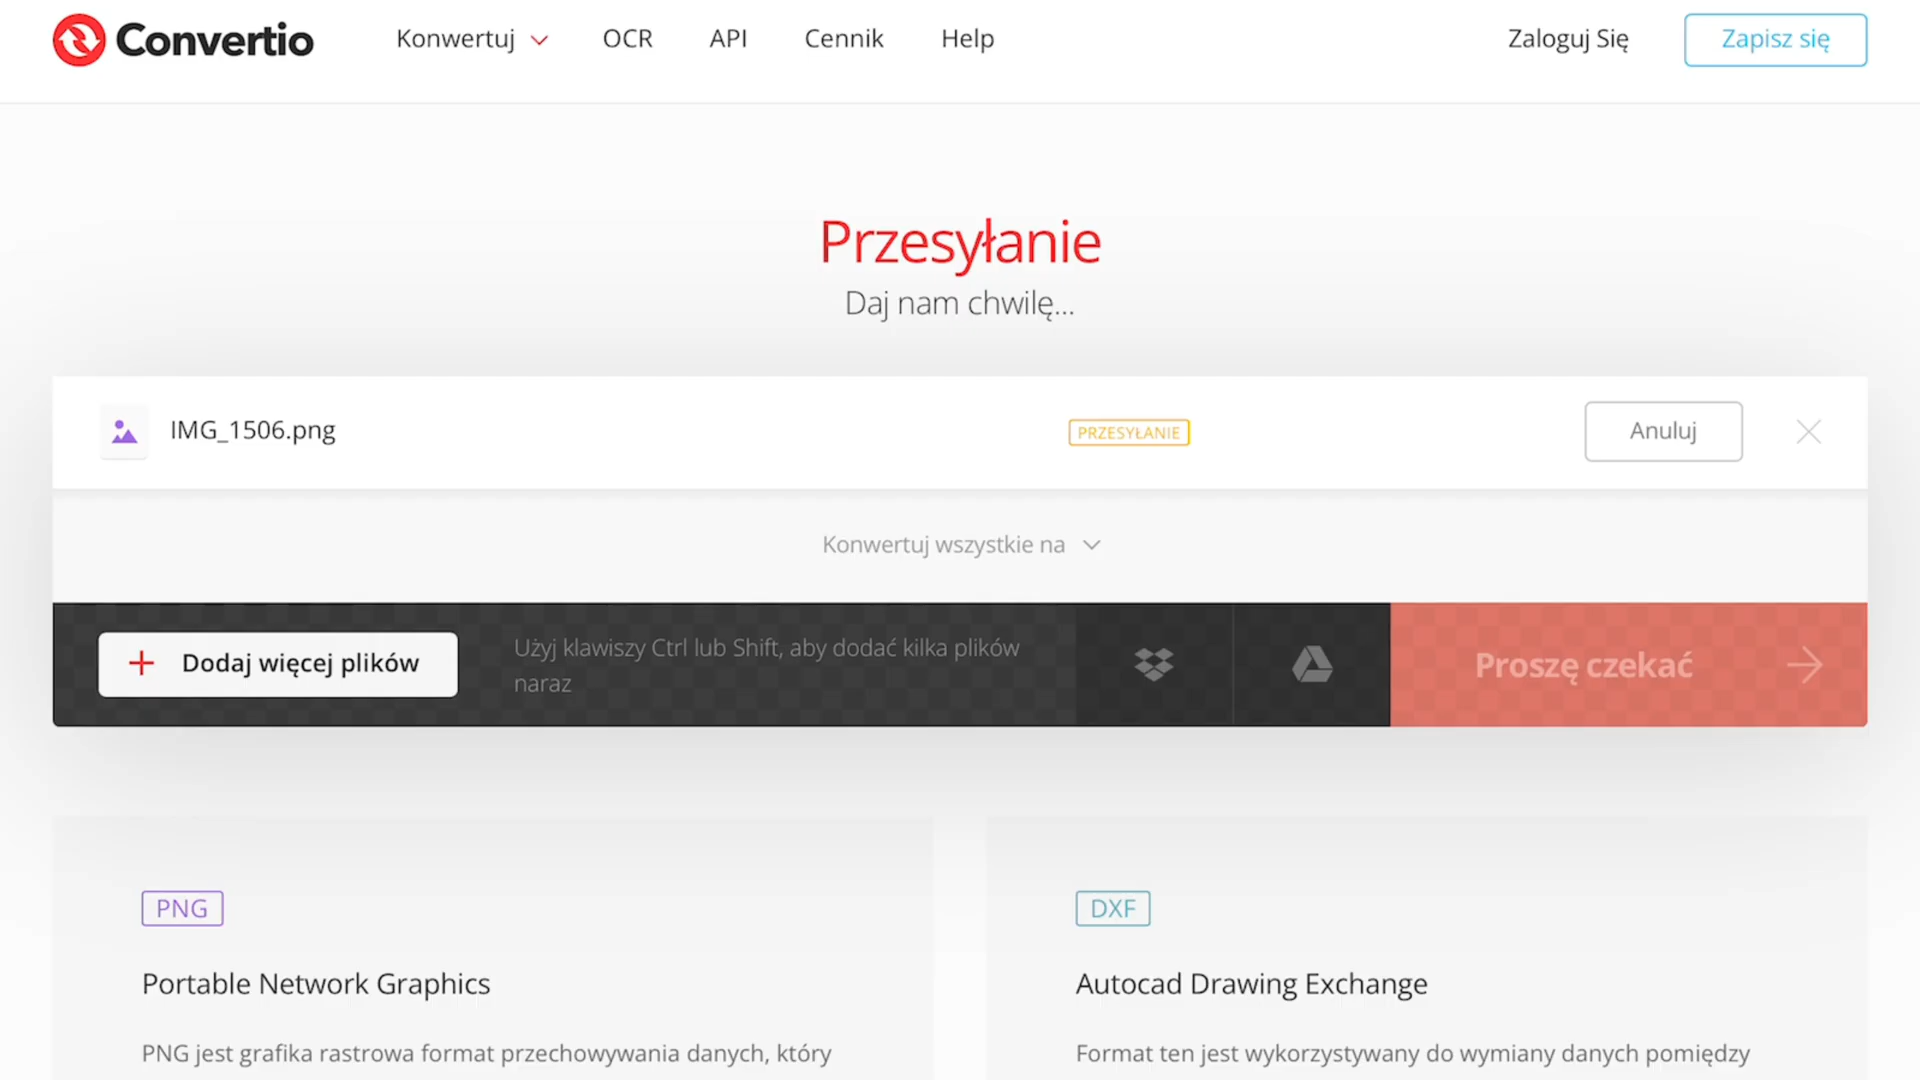 Convertio
Konwertuj OCR API Cennik Help Zaloguj Się Zapisz się
Przesyłanie
Daj nam chwilę...
IMG_1506.png PRZESYŁANIE Anuluj
Konwertuj wszystkie na
Dodaj więcej plików
Użyj klawiszy Ctrl lub Shift, aby dodać kilka plików
naraz
Proszę czekać
PNG
Portable Network Graphics
PNG jest grafika rastrowa format przechowywania danych, który
DXF
Autocad Drawing Exchange
Format ten jest wykorzystywany do wymiany danych pomiędzy